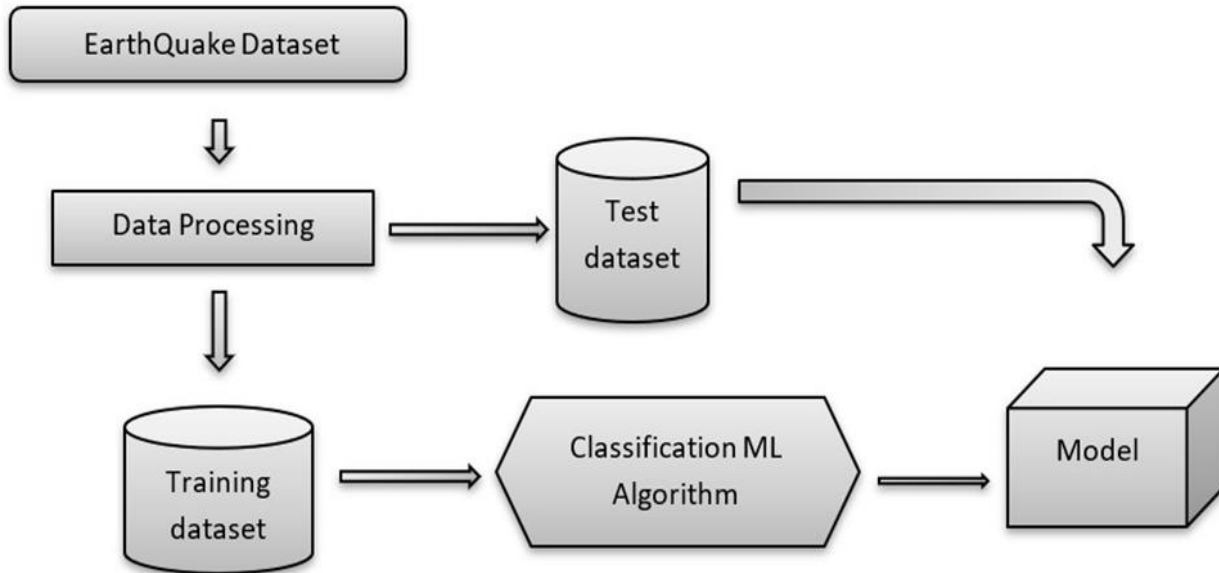 EarthQuake Dataset
Data Processing
Test
dataset
Training
dataset
Classification ML
Algorithm
Model